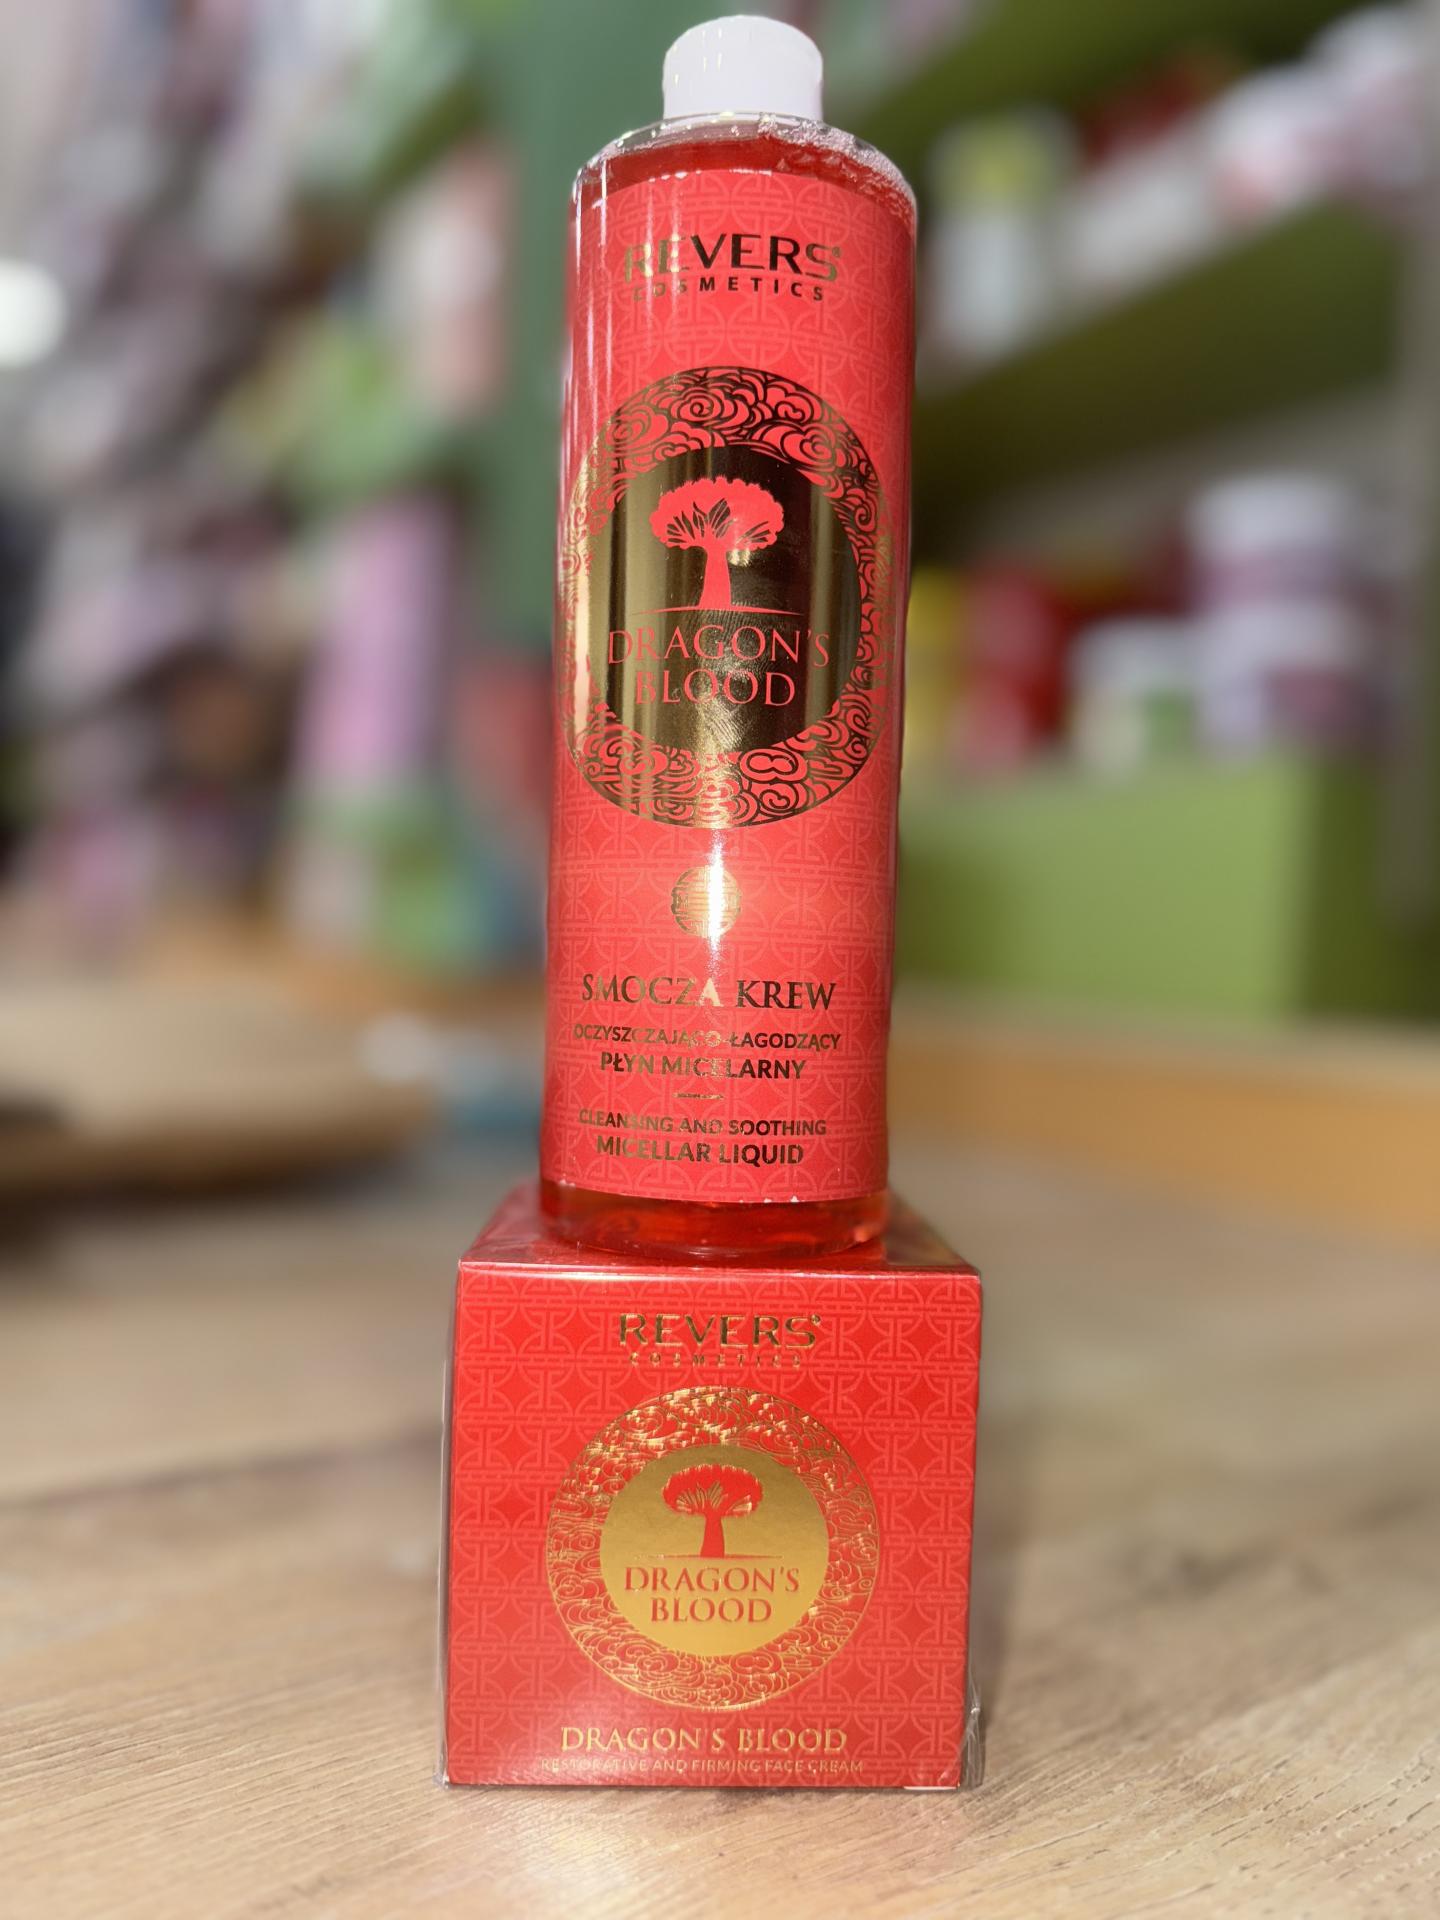 REVERS®
COSMETICS
DRAGON'S
BLOOD
SMOCZA KREW
OCZYSZCZAJĄCO-ŁAGODZĄCY
PŁYN MICELARNY
CLEANSING AND SOOTHING
MICELLAR LIQUID
REVERS®
COSMETICS
DRAGON'S
BLOOD
DRAGON'S BLOOD
RESTORATIVE AND FIRMING FACE CREAM